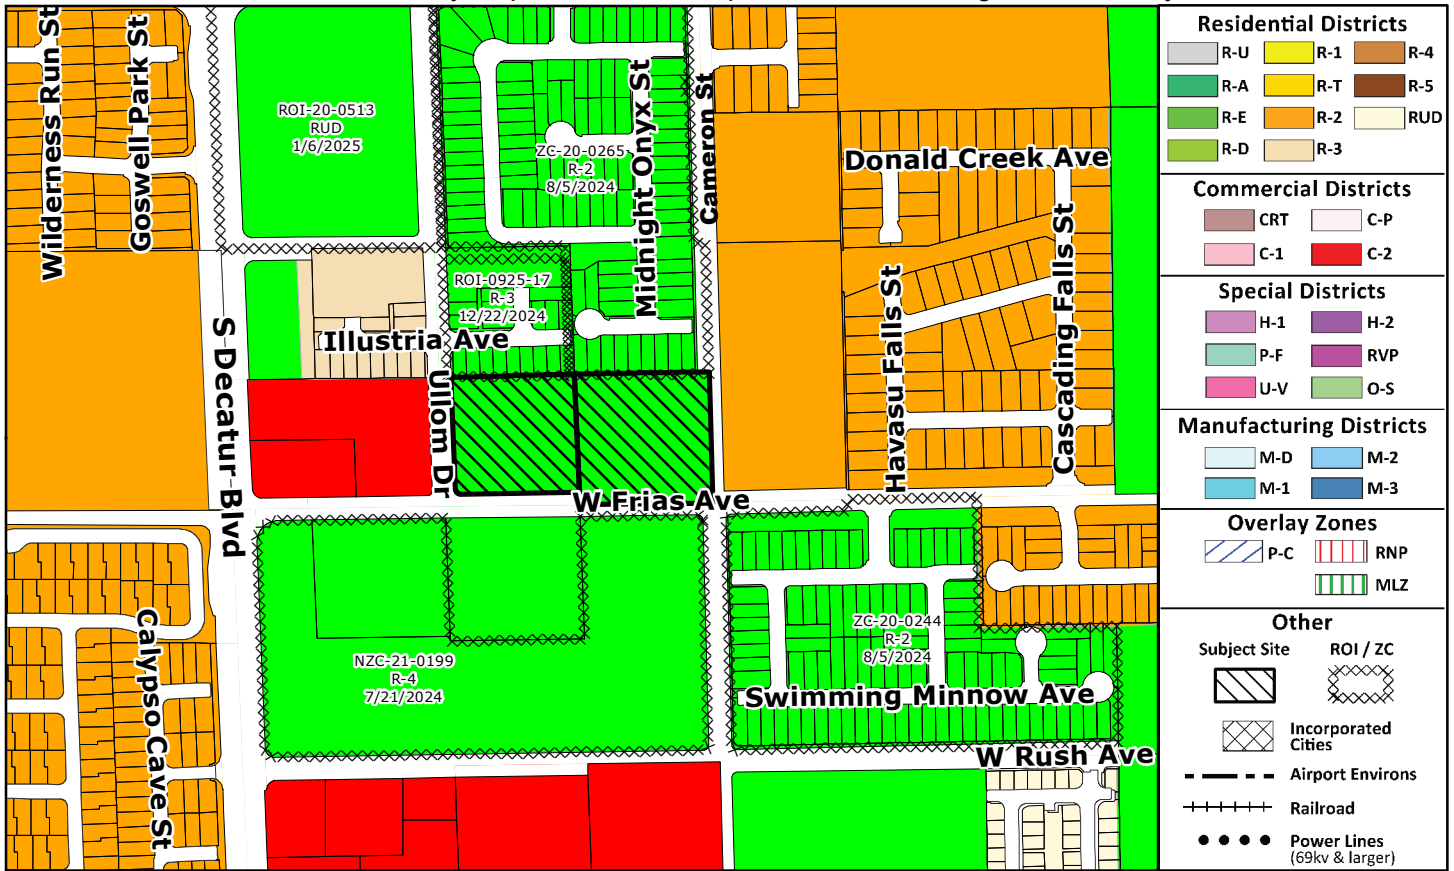 Wilderness Run St
Goswell Park St
ROI-20-0513
RUD
1/6/2025
ZC-20-0265
R-2
8/5/2024
Midnight Onyx St
Cameron St
Donald Creek Ave
ROI-0925-17
R-3
12/22/2024
Illustria Ave
S Decatur Blvd
Ullom Dr
Havasu Falls St
Cascading Falls St
W Frias Ave
Calypso Cave St
NZC-21-0199
R-4
7/21/2024
ZC-20-0244
R-2
8/5/2024
Swimming Minnow Ave
W Rush Ave
Residential Districts
R-U R-1 R-4
R-A R-T R-5
R-E R-2 RUD
R-D R-3
Commercial Districts
CRT C-P
C-1 C-2
Special Districts
H-1 H-2
P-F RVP
U-V O-S
Manufacturing Districts
M-D M-2
M-1 M-3
Overlay Zones
P-C RNP
MLZ
Other
Subject Site ROI / ZC
Incorporated
Cities
Airport Environs
Railroad
Power Lines
(69kv & larger)